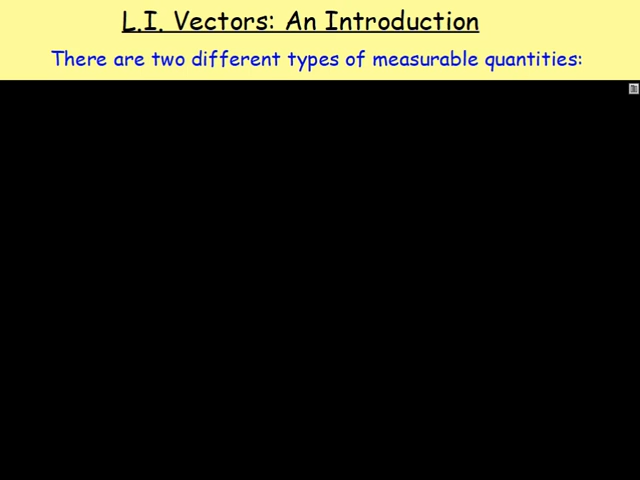 L.I. Vectors: An Introduction
There are two different types of measurable quantities: